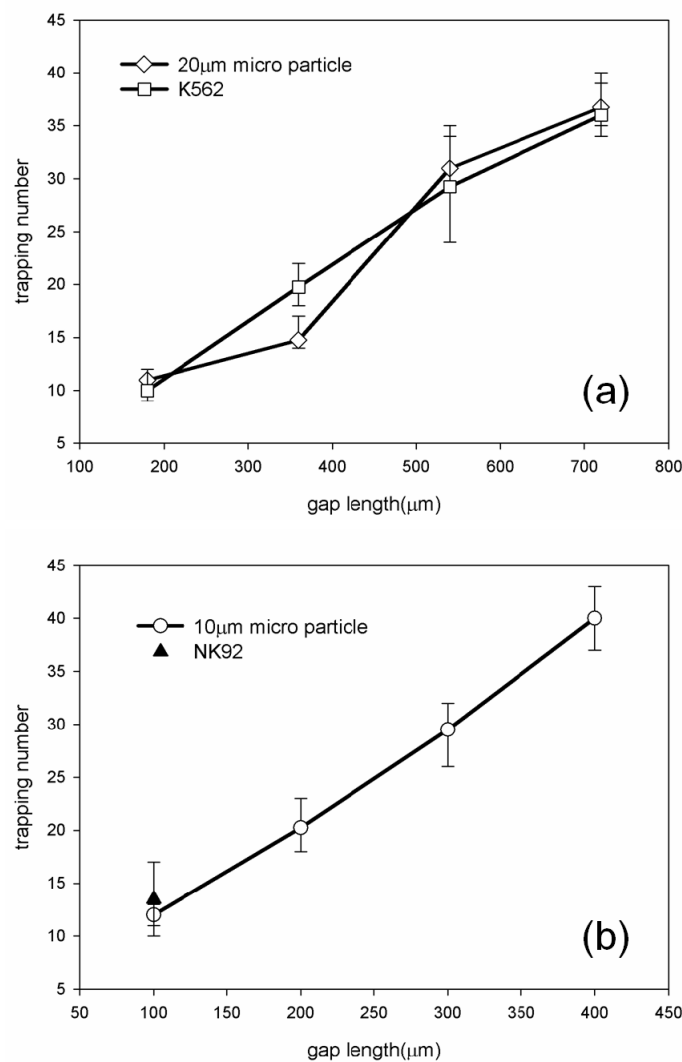 45
40
35
30
25
20
15
10
5
trapping number
20μm micro particle
K562
(a)
100 200 300 400 500 600 700 800
gap length(μm)
45
40
35
30
25
20
15
10
5
trapping number
10μm micro particle
NK92
(b)
50 100 150 200 250 300 350 400 450
gap length(μm)